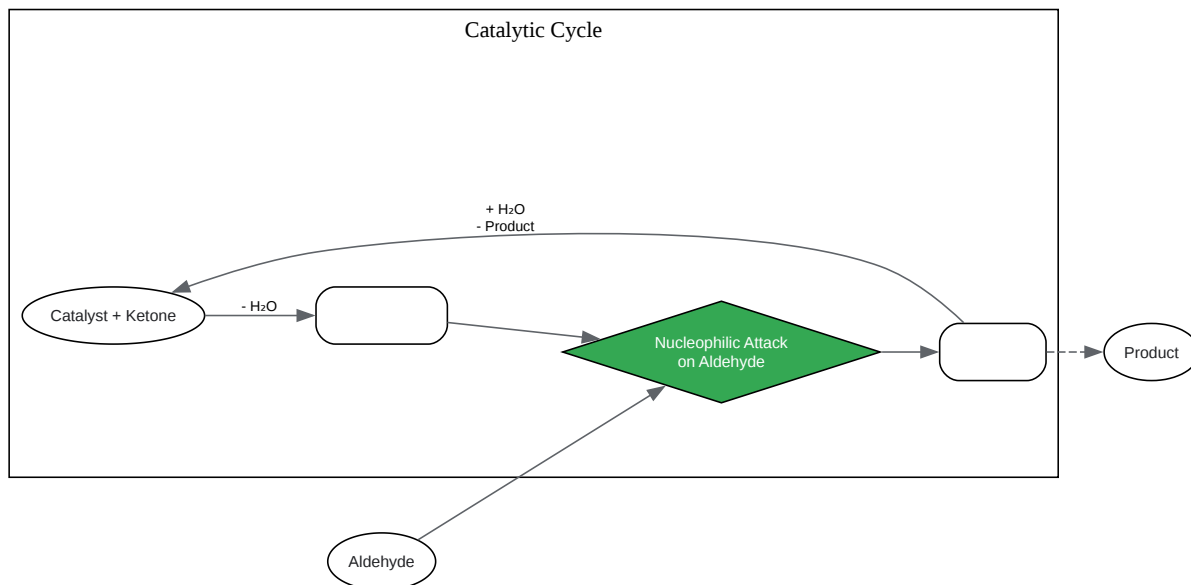 Catalytic Cycle
+ H₂O
- Product
Catalyst + Ketone
- H₂O
Nucleophilic Attack
on Aldehyde
Product
Aldehyde